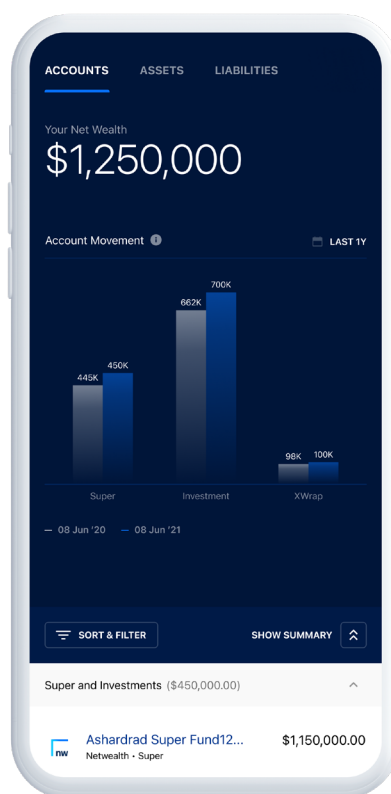 ACCOUNTS ASSETS LIABILITIES
Your Net Wealth
$1,250,000
Account Movement i LAST 1Y
700K
662K
450K
445K
98K 100K
Super Investment XWrap
08 Jun '20 08 Jun '21
SORT & FILTER SHOW SUMMARY
Super and Investments ($450,000.00)
Ashardrad Super Fund12... $1,150,000.00
nw Netwealth • Super